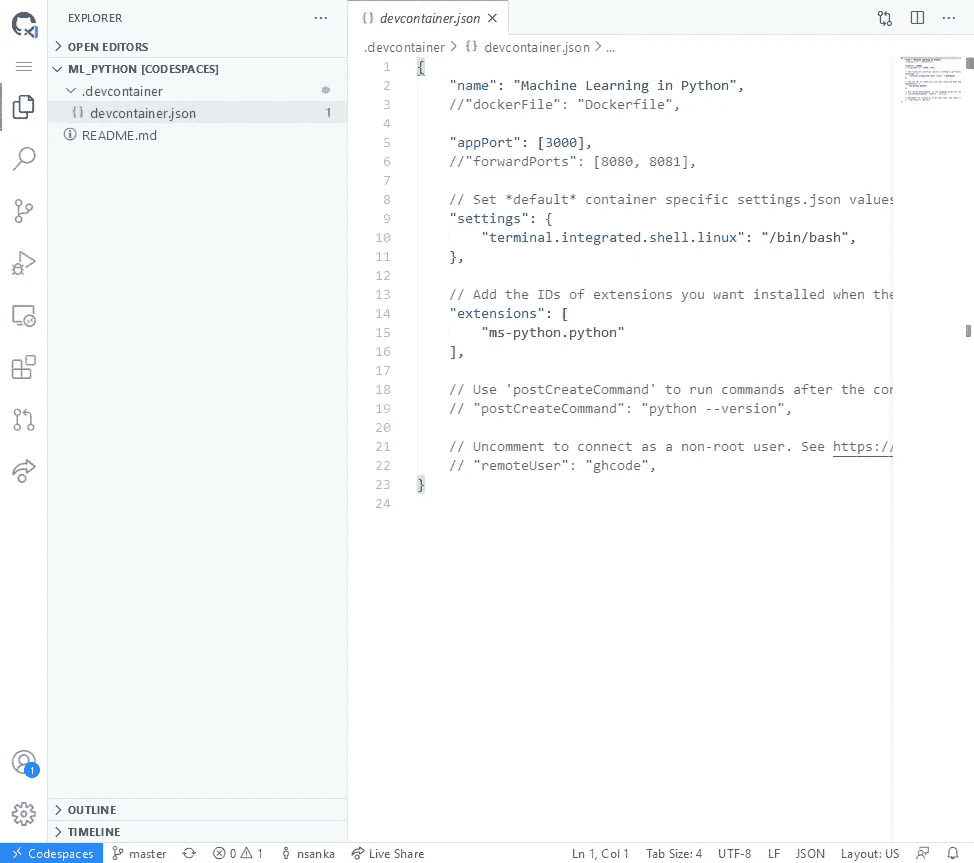 EXPLORER
OPEN EDITORS
ML_PYTHON [CODESPACES]
.devcontainer
devcontainer.json 1
README.md
OUTLINE
TIMELINE
devcontainer.json
.devcontainer > {} devcontainer.json > ...
1 {
2 "name": "Machine Learning in Python",
3 //"dockerFile": "Dockerfile",
4
5 "appPort": [3000],
6 //"forwardPorts": [8080, 8081],
7
8 // Set *default* container specific settings.json values
9 "settings": {
10 "terminal.integrated.shell.linux": "/bin/bash",
11 },
12
13 // Add the IDs of extensions you want installed when the
14 "extensions": [
15 "ms-python.python"
16 ],
17
18 // Use 'postCreateCommand' to run commands after the con
19 // "postCreateCommand": "python --version",
20
21 // Uncomment to connect as a non-root user. See https://
22 // "remoteUser": "ghcode",
23 }
24
1
Codespaces master 0 1 nsanka Live Share Ln 1, Col 1 Tab Size: 4 UTF-8 LF JSON Layout: US